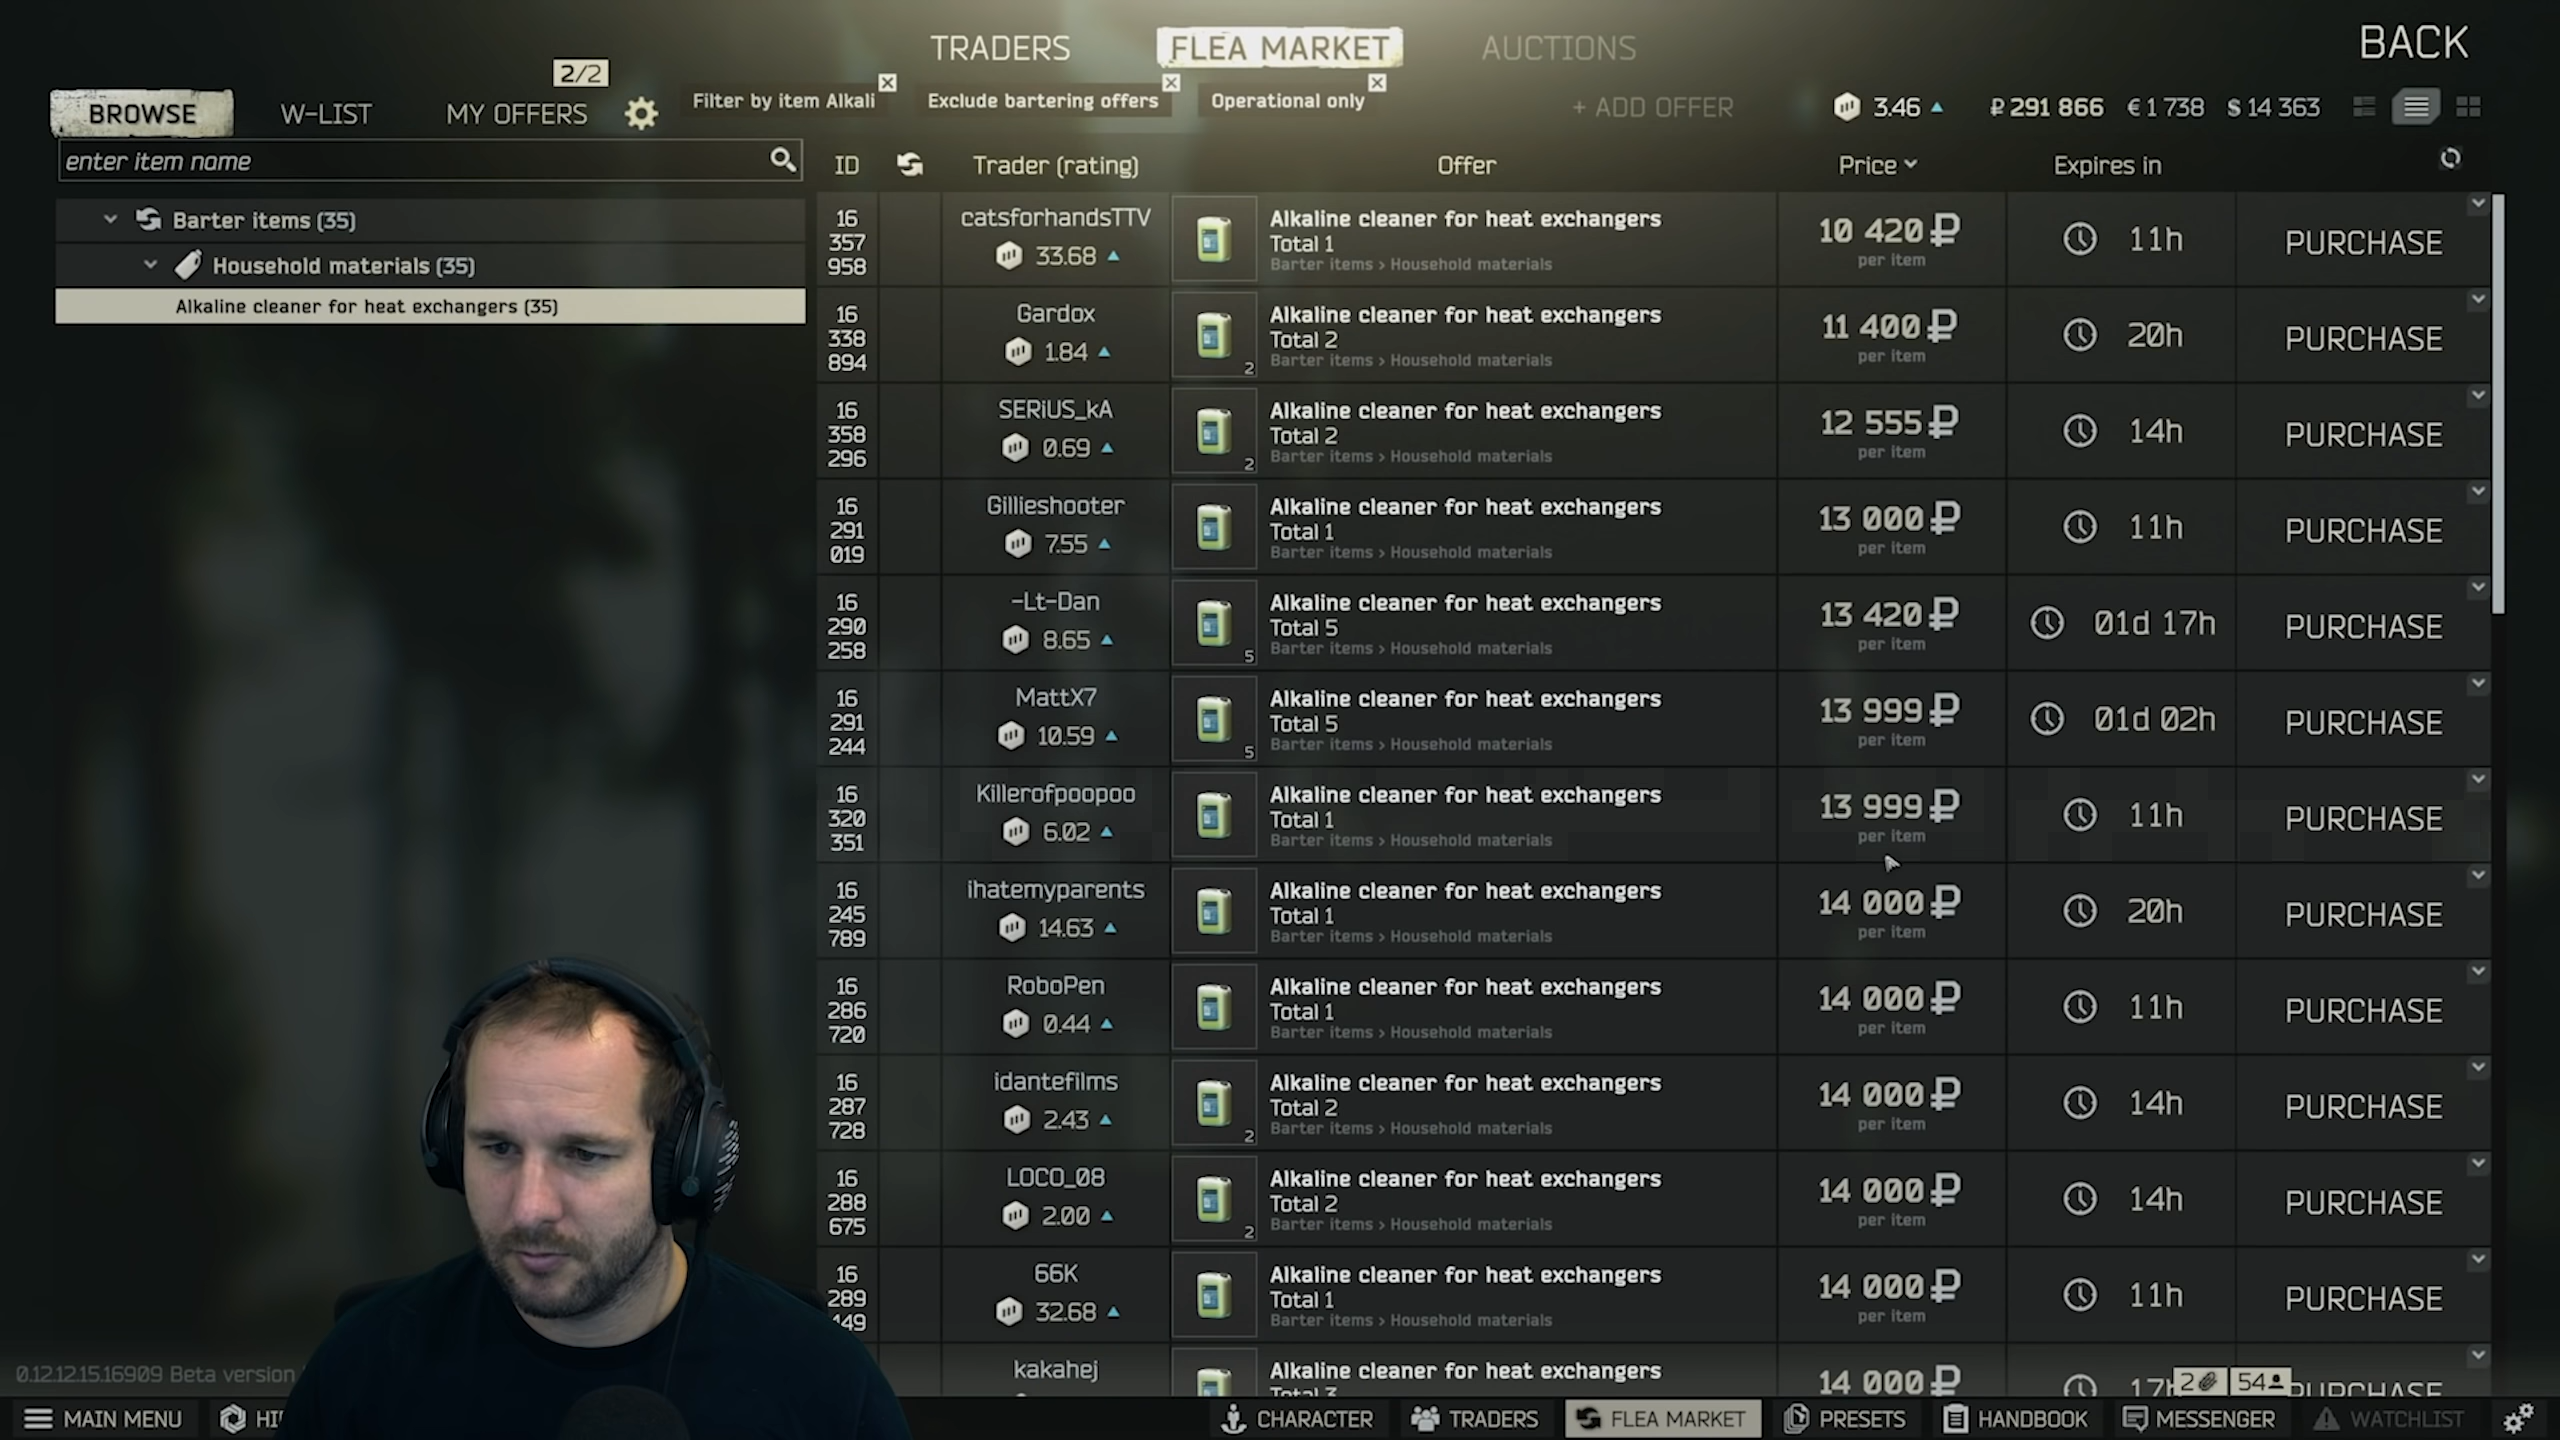 TRADERS
FLEA MARKET
AUCTIONS
BACK
2/2
BROWSE
W-LIST
MY OFFERS
Filter by item Alkali
Exclude bartering offers
Operational only
+ ADD OFFER
3.46
₽ 291 866
€ 1 738
$ 14 363
enter item name
ID
Trader (rating)
Offer
Price
Expires in
Barter items (35)
Household materials (35)
Alkaline cleaner for heat exchangers (35)
16
357
958
catsforhandsTTV
33.68
Alkaline cleaner for heat exchangers
Total 1
Barter items > Household materials
10 420 ₽
per item
11h
PURCHASE
16
338
894
Gardox
1.84
2
Alkaline cleaner for heat exchangers
Total 2
Barter items > Household materials
11 400 ₽
per item
20h
PURCHASE
16
358
296
SERiUS_kA
0.69
2
Alkaline cleaner for heat exchangers
Total 2
Barter items > Household materials
12 555 ₽
per item
14h
PURCHASE
16
291
019
Gillieshooter
7.55
Alkaline cleaner for heat exchangers
Total 1
Barter items > Household materials
13 000 ₽
per item
11h
PURCHASE
16
290
258
-Lt-Dan
8.65
5
Alkaline cleaner for heat exchangers
Total 5
Barter items > Household materials
13 420 ₽
per item
01d 17h
PURCHASE
16
291
244
MattX7
10.59
5
Alkaline cleaner for heat exchangers
Total 5
Barter items > Household materials
13 999 ₽
per item
01d 02h
PURCHASE
16
320
351
Killerofpoopoo
6.02
Alkaline cleaner for heat exchangers
Total 1
Barter items > Household materials
13 999 ₽
per item
11h
PURCHASE
16
245
789
ihatemyparents
14.63
Alkaline cleaner for heat exchangers
Total 1
Barter items > Household materials
14 000 ₽
per item
20h
PURCHASE
16
286
720
RoboPen
0.44
Alkaline cleaner for heat exchangers
Total 1
Barter items > Household materials
14 000 ₽
per item
11h
PURCHASE
16
287
728
idantefilms
2.43
2
Alkaline cleaner for heat exchangers
Total 2
Barter items > Household materials
14 000 ₽
per item
14h
PURCHASE
16
288
675
LOCO_08
2.00
2
Alkaline cleaner for heat exchangers
Total 2
Barter items > Household materials
14 000 ₽
per item
14h
PURCHASE
16
289
449
66K
32.68
Alkaline cleaner for heat exchangers
Total 1
Barter items > Household materials
14 000 ₽
per item
11h
PURCHASE
kakahej
Alkaline cleaner for heat exchangers
Total 3
14 000 ₽
17h
PURCHASE
2
54
0.12.12.15.16909 Beta version
MAIN MENU
HI
CHARACTER
TRADERS
FLEA MARKET
PRESETS
HANDBOOK
MESSENGER
WATCHLIST